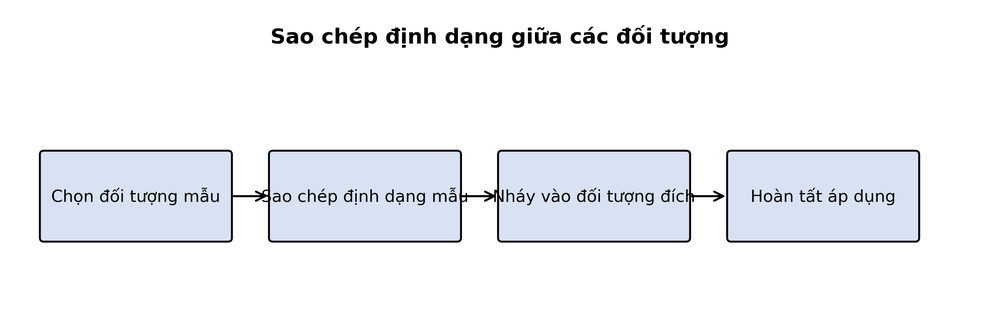 Sao chép định dạng giữa các đối tượng
Chọn đối tượng mẫu
Sao chép định dạng mẫu
Nháy vào đối tượng đích
Hoàn tất áp dụng